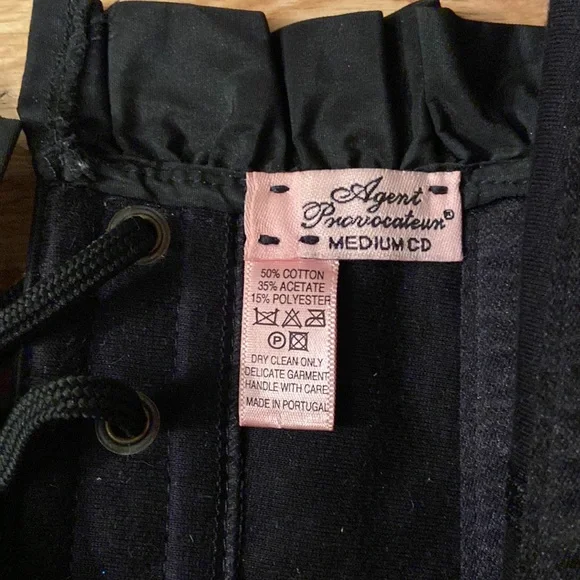 Agent
Provocateur®
MEDIUM CD
50% COTTON
35% ACETATE
15% POLYESTER
P
DRY CLEAN ONLY
DELICATE GARMENT
HANDLE WITH CARE
MADE IN PORTUGAL